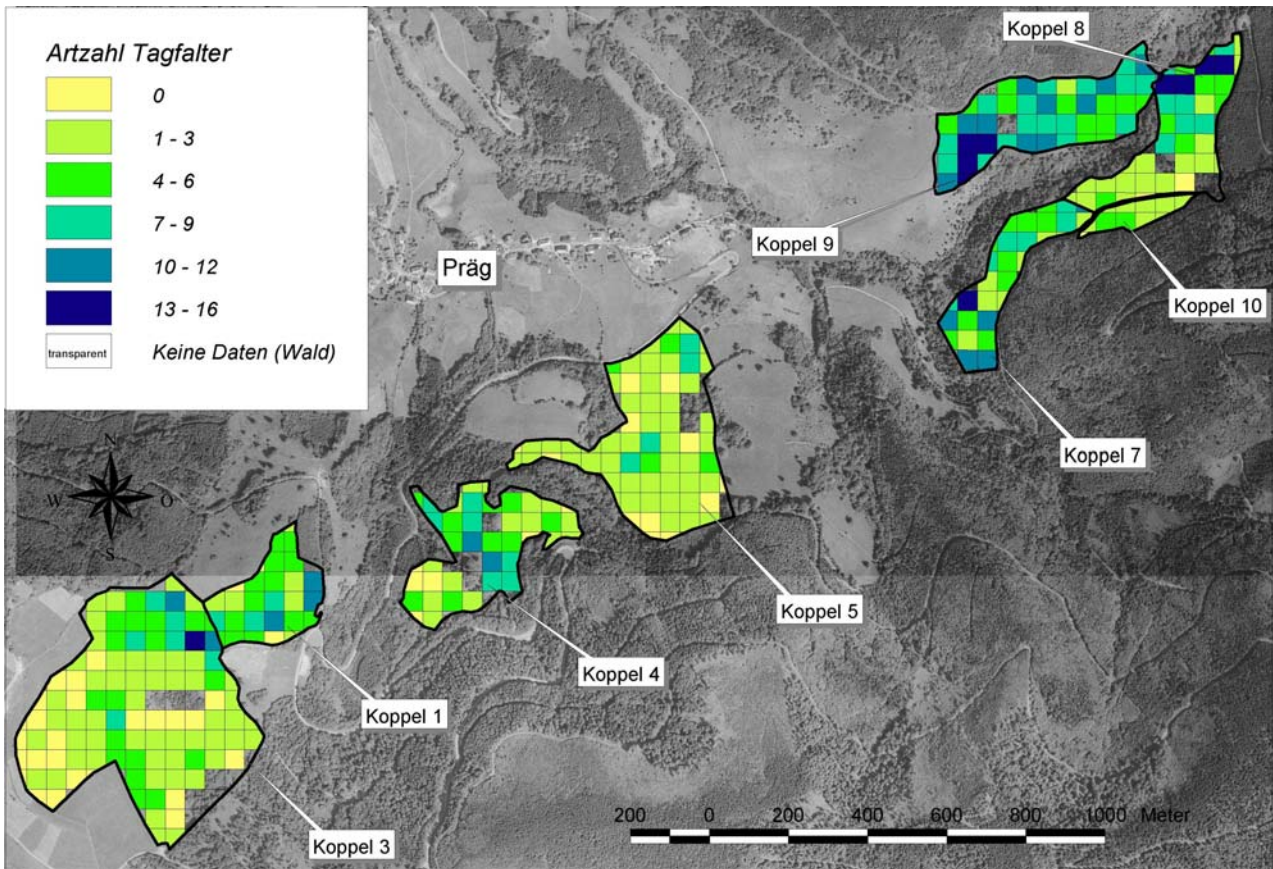 Artzahl Tagfalter
0
1 - 3
4 - 6
7 - 9
10 - 12
13 - 16
transparent Keine Daten (Wald)
Koppel 8
Koppel 9
Präg
Koppel 10
Koppel 7
N
W O
S
Koppel 5
Koppel 4
Koppel 1
Koppel 3
200 0 200 400 600 800 1000 Meter